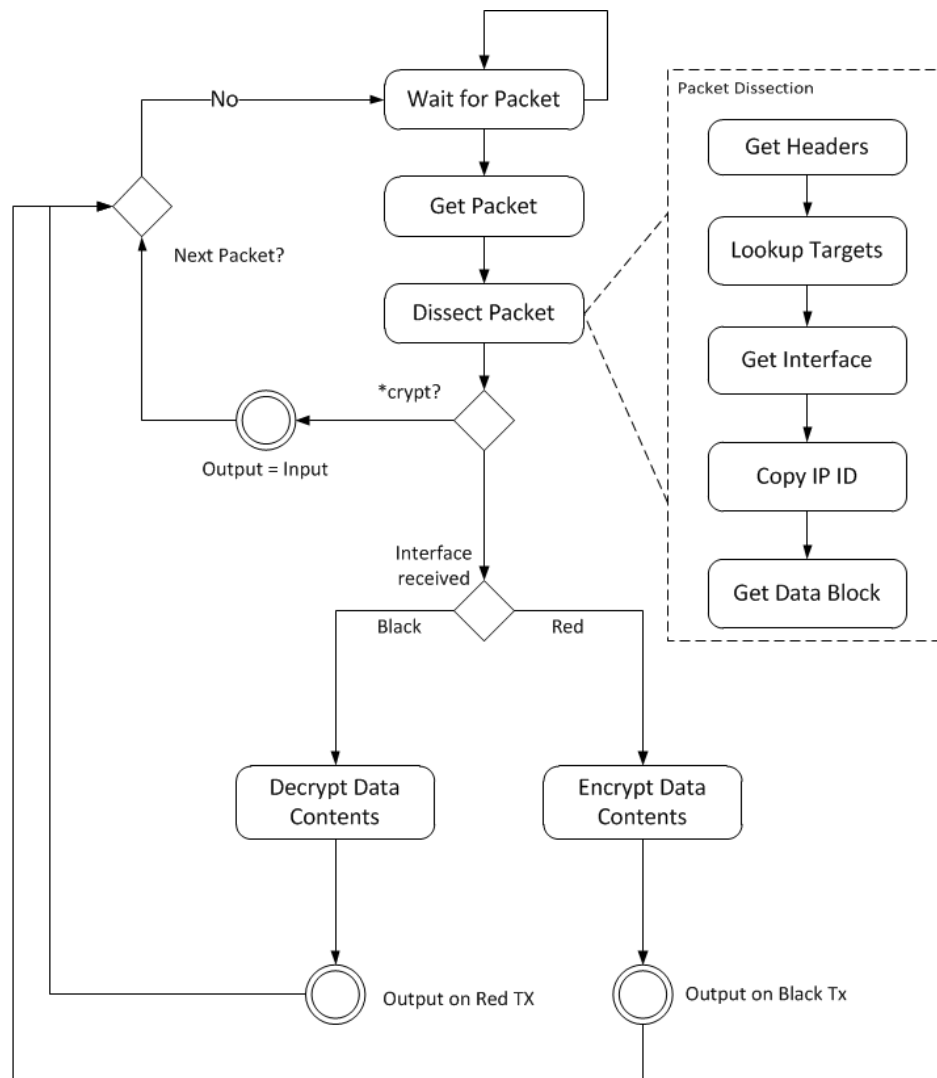 Wait for Packet
No
Get Packet
Next Packet?
Dissect Packet
*crypt?
Output = Input
Interface
received
Black
Red
Decrypt Data
Contents
Encrypt Data
Contents
Output on Red TX
Output on Black Tx
Packet Dissection
Get Headers
Lookup Targets
Get Interface
Copy IP ID
Get Data Block